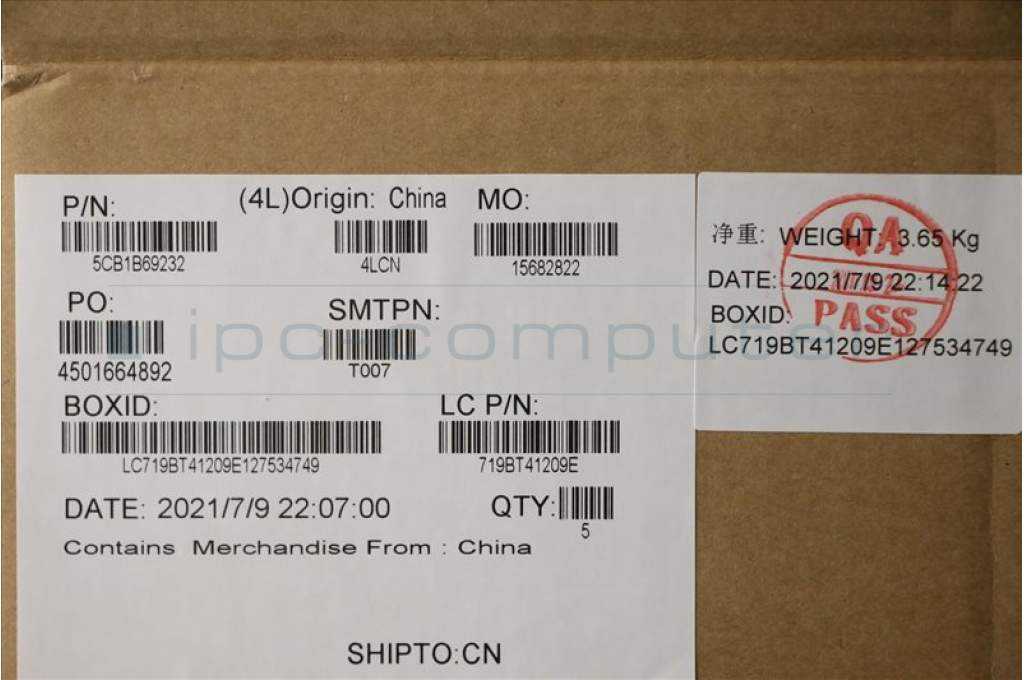 P/N:
(4L)Origin: China
MO:
5CB1B69232
4LCN
15682822
PO:
SMTPN:
4501664892
T007
BOXID:
LC P/N:
LC719BT41209E127534749
719BT41209E
DATE: 2021/7/9 22:07:00
QTY:
5
Contains Merchandise From : China
SHIPTO:CN
净重: WEIGHT: 3.65 Kg
DATE: 2021/7/9 22:14:22
BOXID:
LC719BT41209E127534749
QA
PASS
ipc-compute